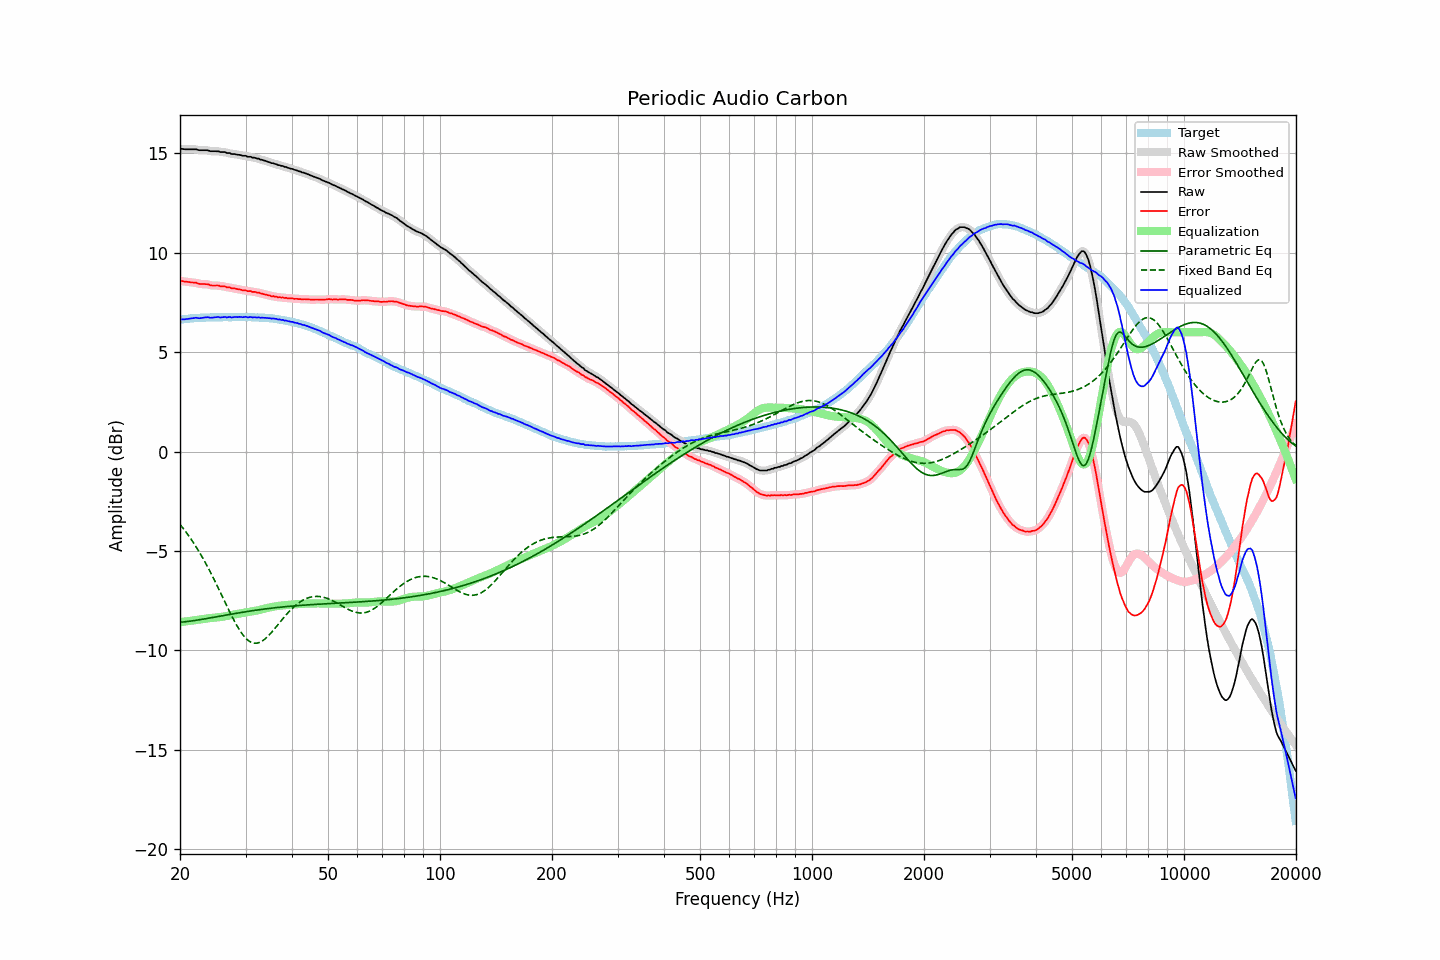 Periodic Audio Carbon
Target
Raw Smoothed
Error Smoothed
Raw
Error
Equalization
Parametric Eq
Fixed Band Eq
Equalized
Amplitude (dBr)
15
10
5
0
−5
−10
−15
−20
20 50 100 200 500 1000 2000 5000 10000 20000
Frequency (Hz)